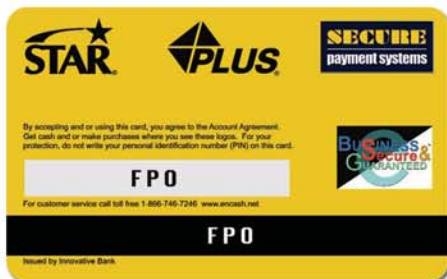 STAR
PLUS
SECURE
payment systems
By accepting and or using this card, you agree to the Account Agreement.
Get cash and or make purchases where you see these logos. For your
protection, do not write your personal identification number (PIN) on this card.
BUSINESS
Secure &
GUARANTEED
FPO
For customer service call toll free 1-866-746-7246 www.encash.net
FPO
Issued by Innovative Bank